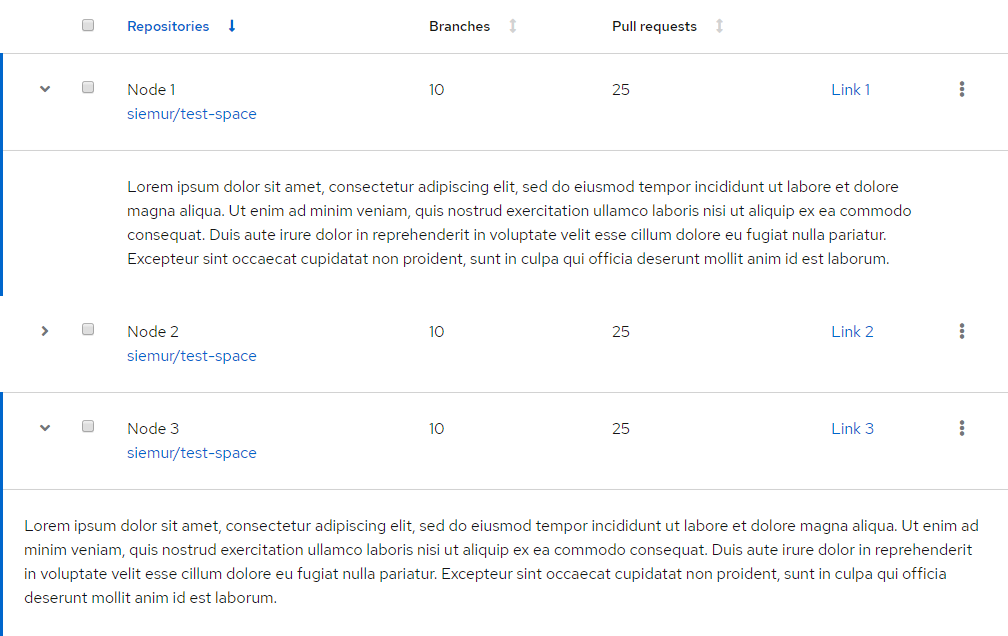 Repositories Branches Pull requests
Node 1 10 25 Link 1
siemur/test-space
Lorem ipsum dolor sit amet, consectetur adipiscing elit, sed do eiusmod tempor incididunt ut labore et dolore
magna aliqua. Ut enim ad minim veniam, quis nostrud exercitation ullamco laboris nisi ut aliquip ex ea commodo
consequat. Duis aute irure dolor in reprehenderit in voluptate velit esse cillum dolore eu fugiat nulla pariatur.
Excepteur sint occaecat cupidatat non proident, sunt in culpa qui officia deserunt mollit anim id est laborum.
Node 2 10 25 Link 2
siemur/test-space
Node 3 10 25 Link 3
siemur/test-space
Lorem ipsum dolor sit amet, consectetur adipiscing elit, sed do eiusmod tempor incididunt ut labore et dolore magna aliqua. Ut enim ad
minim veniam, quis nostrud exercitation ullamco laboris nisi ut aliquip ex ea commodo consequat. Duis aute irure dolor in reprehenderit
in voluptate velit esse cillum dolore eu fugiat nulla pariatur. Excepteur sint occaecat cupidatat non proident, sunt in culpa qui officia
deserunt mollit anim id est laborum.